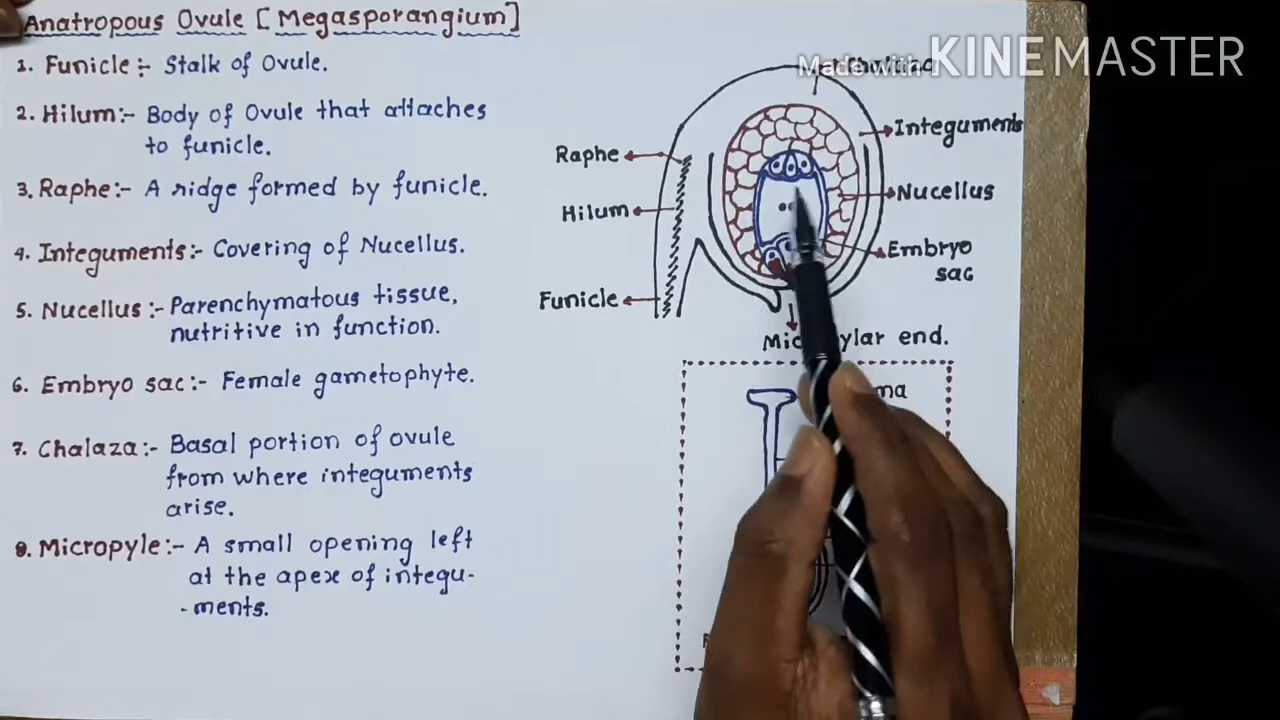 Anatropous Ovule [Megasporangium]
1. Funicle:- Stalk of Ovule.
2. Hilum:- Body of Ovule that attaches
to funicle.
3. Raphe:- A ridge formed by funicle.
4. Integuments:- Covering of Nucellus.
5. Nucellus:- Parenchymatous tissue,
nutritive in function.
6. Embryo sac:- Female gametophyte.
7. Chalaza:- Basal portion of ovule
from where integuments
arise.
8. Micropyle:- A small opening left
at the apex of integu-
-ments.
Made with KINEMASTER
Integuments
Raphe
Nucellus
Hilum
Embryo
sac
Funicle
end.